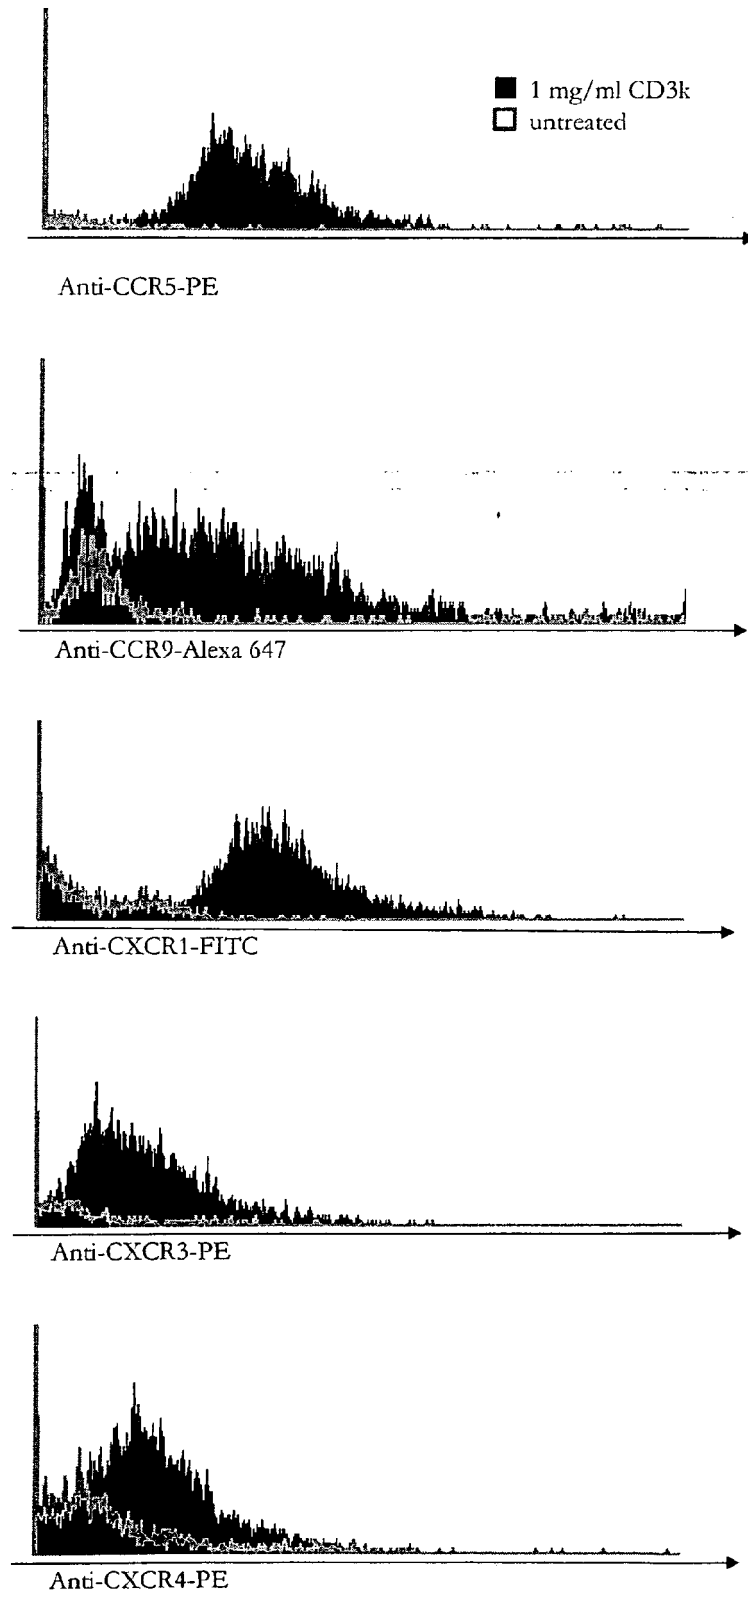 1 mg/ml CD3k
untreated
Anti-CCR5-PE
Anti-CCR9-Alexa 647
Anti-CXCR1-FITC
Anti-CXCR3-PE
Anti-CXCR4-PE